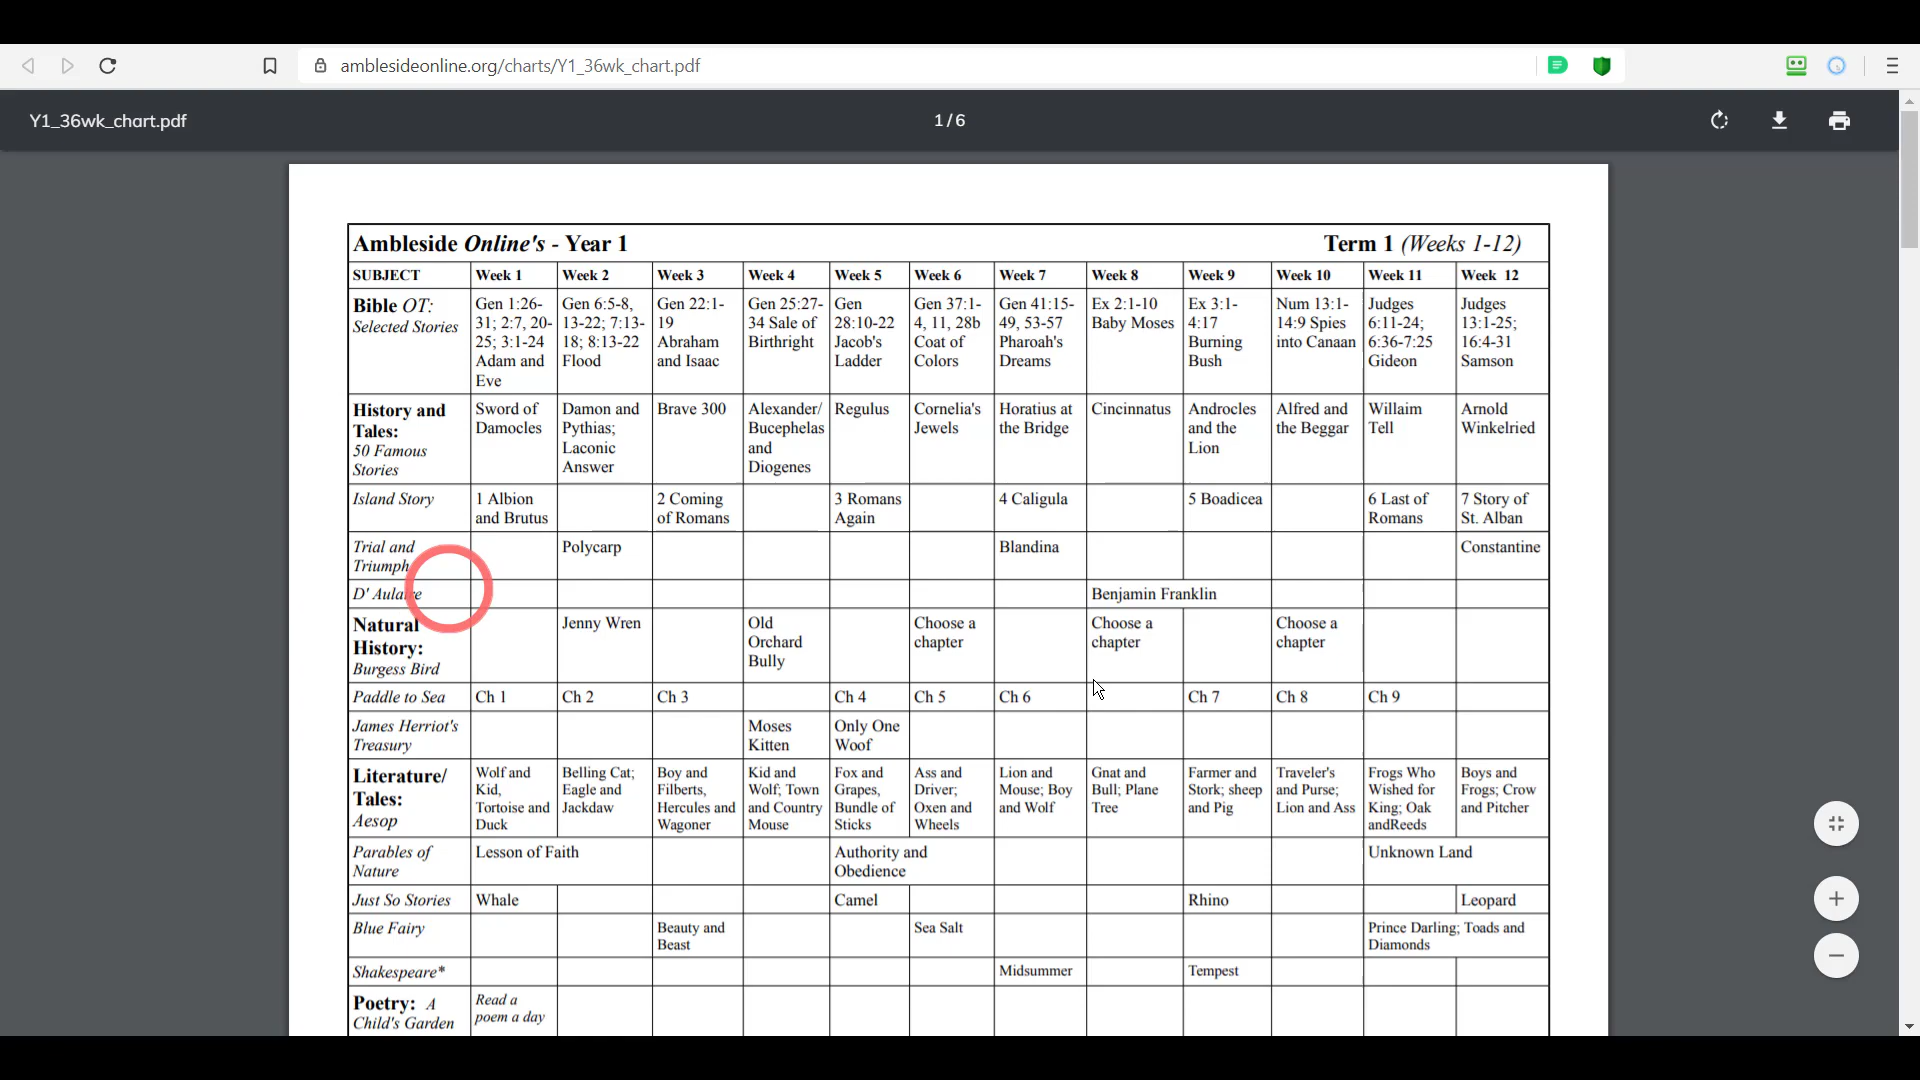 amblesideonline.org/charts/Y1_36wk_chart.pdf
Y1_36wk_chart.pdf
1 / 6
Ambleside Online's - Year 1 Term 1 (Weeks 1-12)
SUBJECT Week 1 Week 2 Week 3 Week 4 Week 5 Week 6 Week 7 Week 8 Week 9 Week 10 Week 11 Week 12
Bible OT: Gen 1:26- Gen 6:5-8, Gen 22:1- Gen 25:27- Gen Gen 37:1- Gen 41:15- Ex 2:1-10 Ex 3:1- Num 13:1- Judges Judges
Selected Stories 31; 2:7, 20- 13-22; 7:13- 19 34 Sale of 28:10-22 4, 11, 28b 49, 53-57 Baby Moses 4:17 14:9 Spies 6:11-24; 13:1-25;
25; 3:1-24 18; 8:13-22 Abraham Birthright Jacob's Coat of Pharoah's Burning into Canaan 6:36-7:25 16:4-31
Adam and Flood and Isaac Ladder Colors Dreams Bush Gideon Samson
Eve
History and Sword of Damon and Brave 300 Alexander/ Regulus Cornelia's Horatius at Cincinnatus Androcles Alfred and Willaim Arnold
Tales: Damocles Pythias; Bucephelas Jewels the Bridge and the the Beggar Tell Winkelried
50 Famous Laconic and Lion
Stories Answer Diogenes
Island Story 1 Albion 2 Coming 3 Romans 4 Caligula 5 Boadicea 6 Last of 7 Story of
and Brutus of Romans Again Romans St. Alban
Trial and Polycarp Blandina Constantine
Triumph
D' Aulaire Benjamin Franklin
Natural Jenny Wren Old Choose a Choose a Choose a
History: Orchard chapter chapter chapter
Burgess Bird Bully
Paddle to Sea Ch 1 Ch 2 Ch 3 Ch 4 Ch 5 Ch 6 Ch 7 Ch 8 Ch 9
James Herriot's Moses Only One
Treasury Kitten Woof
Literature/ Wolf and Belling Cat; Boy and Kid and Fox and Ass and Lion and Gnat and Farmer and Traveler's Frogs Who Boys and
Tales: Kid, Eagle and Filberts, Wolf; Town Grapes, Driver; Mouse; Boy Bull; Plane Stork; sheep and Purse; Wished for Frogs; Crow
Aesop Tortoise and Jackdaw Hercules and and Country Bundle of Oxen and and Wolf Tree and Pig Lion and Ass King; Oak and Pitcher
Duck Wagoner Mouse Sticks Wheels andReeds
Parables of Lesson of Faith Authority and Unknown Land
Nature Obedience
Just So Stories Whale Camel Rhino Leopard
Blue Fairy Beauty and Sea Salt Prince Darling; Toads and
Beast Diamonds
Shakespeare* Midsummer Tempest
Poetry: A Read a
Child's Garden poem a day